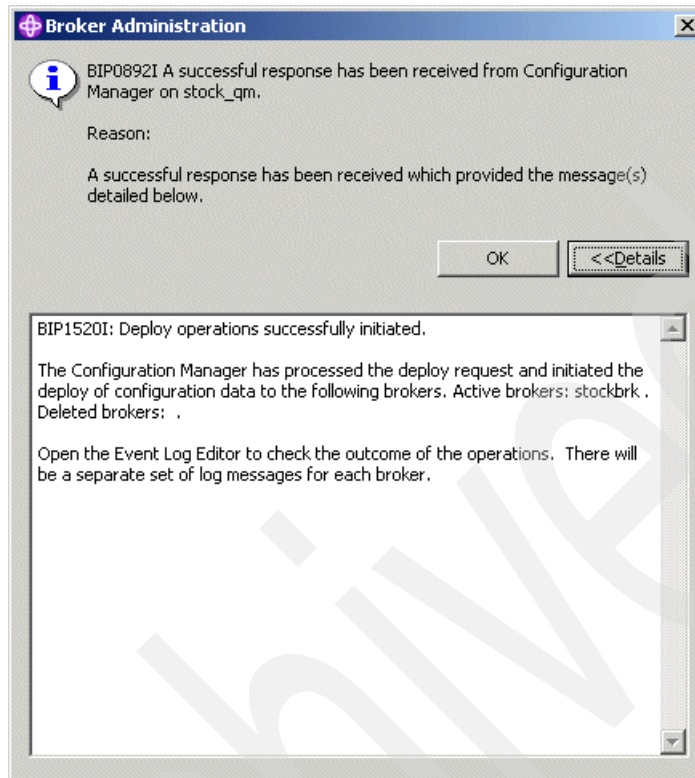 Broker Administration
BIP0892I A successful response has been received from Configuration
Manager on stock_qm.
Reason:
A successful response has been received which provided the message(s)
detailed below.
OK
<<Details
BIP1520I: Deploy operations successfully initiated.
The Configuration Manager has processed the deploy request and initiated the
deploy of configuration data to the following brokers. Active brokers: stockbrk .
Deleted brokers:  .
Open the Event Log Editor to check the outcome of the operations.  There will
be a separate set of log messages for each broker.